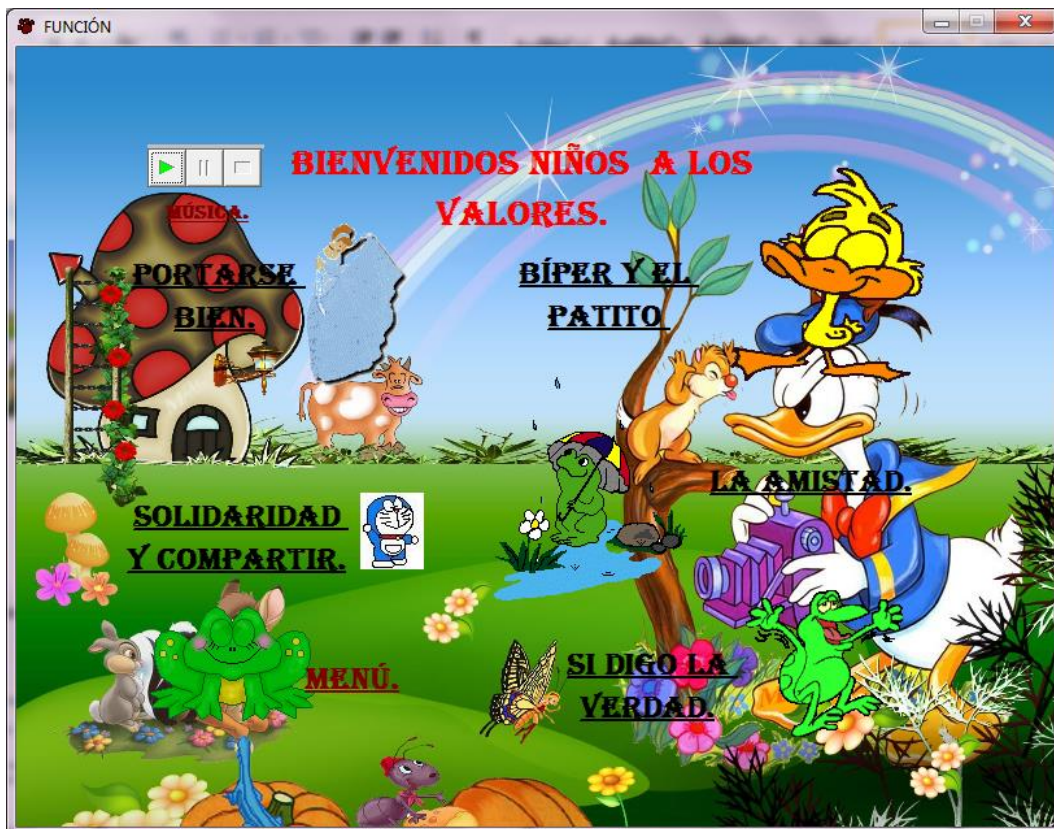 FUNCIÓN
BIENVENIDOS NIÑOS A LOS
VALORES.
MÚSICA.
PORTARSE
BIEN.
BÍPER Y EL
PATITO
LA AMISTAD.
SOLIDARIDAD
Y COMPARTIR.
MENÚ.
SI DIGO LA
VERDAD.